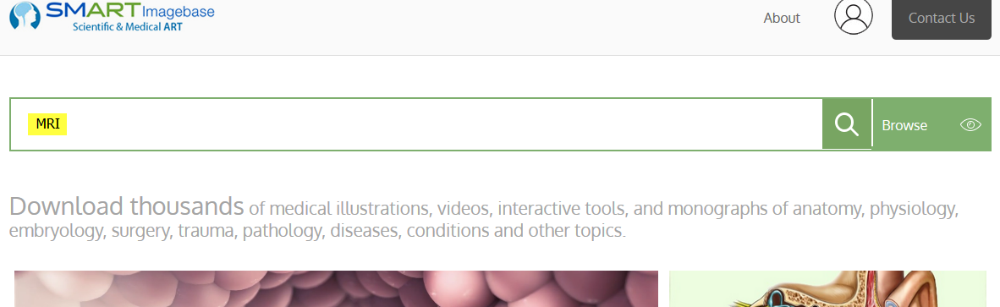 SMART Imagebase
Scientific & Medical ART
About
Contact Us
MRI
Browse
Download thousands of medical illustrations, videos, interactive tools, and monographs of anatomy, physiology,
embryology, surgery, trauma, pathology, diseases, conditions and other topics.